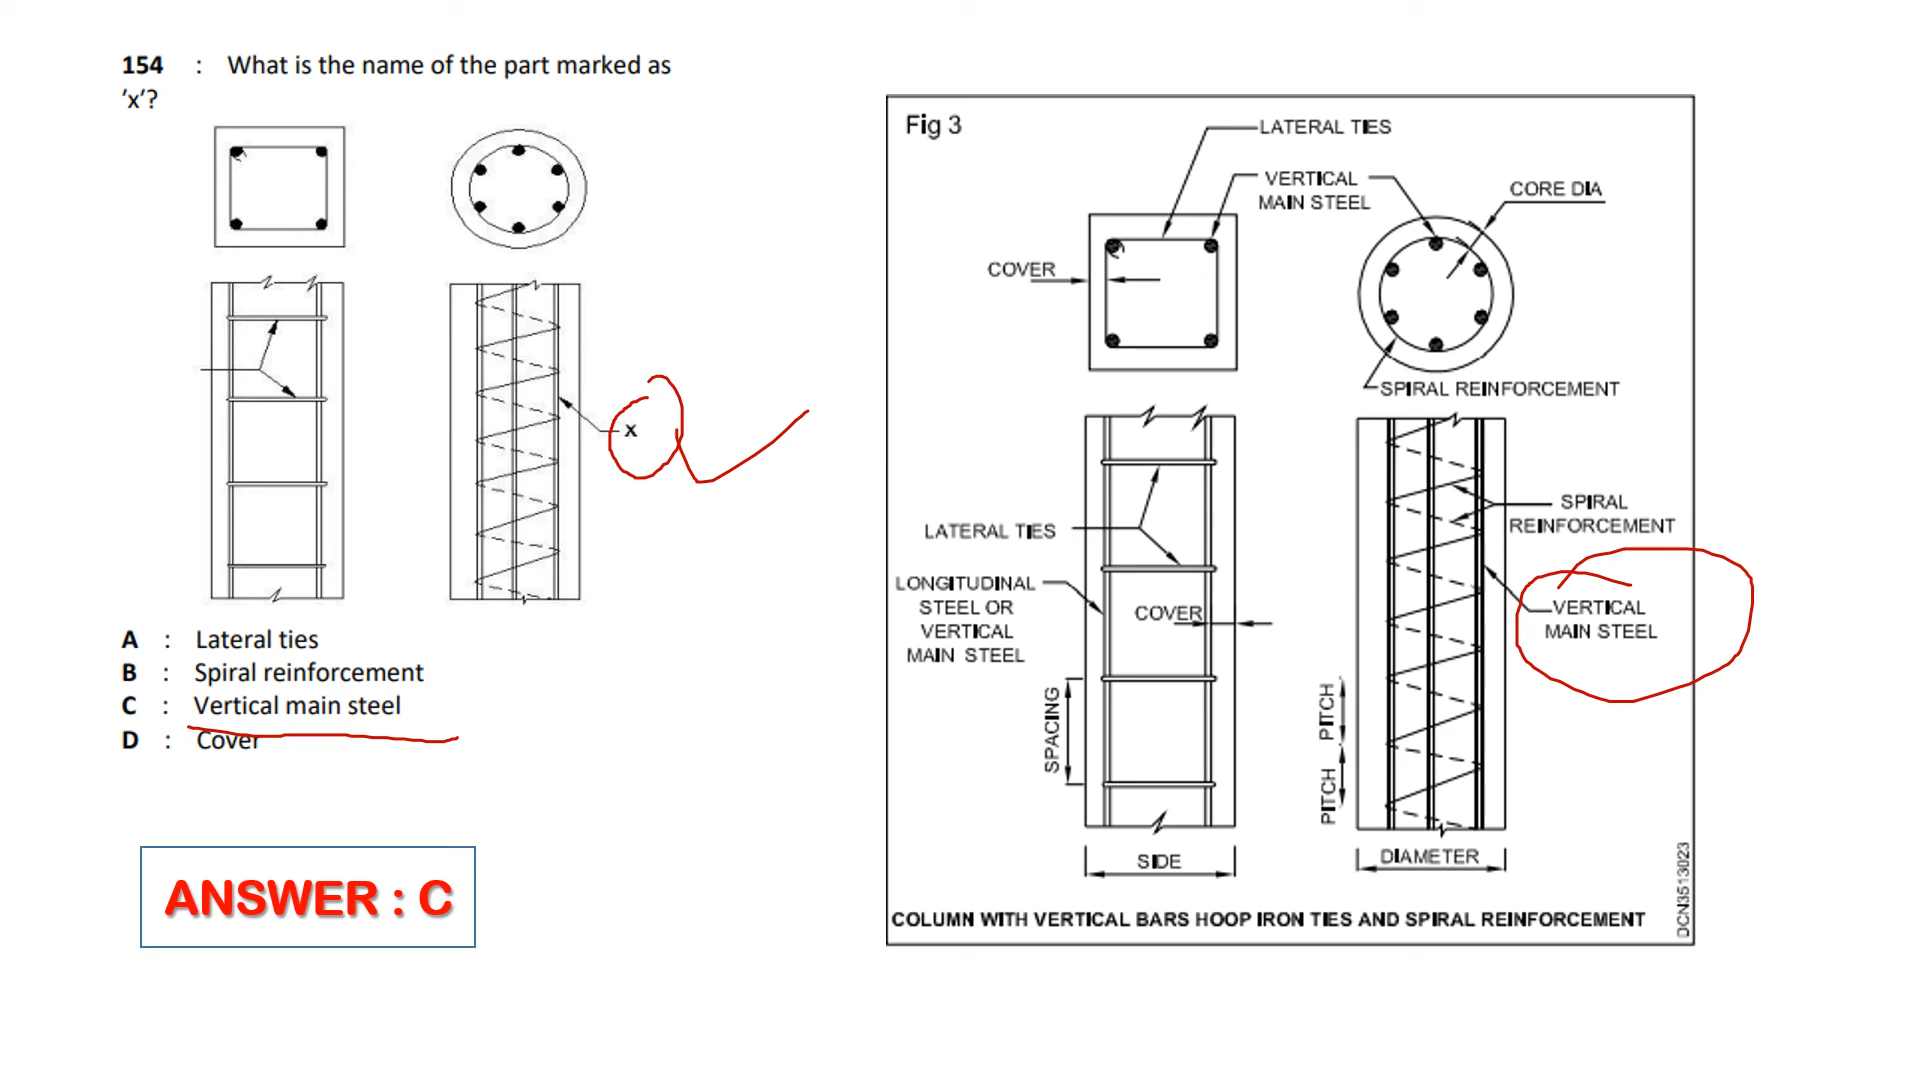 154 : What is the name of the part marked as
‘x’?
x
A : Lateral ties
B : Spiral reinforcement
C : Vertical main steel
D : Cover
ANSWER : C
Fig 3
LATERAL TIES
VERTICAL
MAIN STEEL
CORE DIA
COVER
SPIRAL REINFORCEMENT
LATERAL TIES
LONGITUDINAL
STEEL OR
VERTICAL
MAIN STEEL
COVER
SPACING
SIDE
SPIRAL
REINFORCEMENT
VERTICAL
MAIN STEEL
PITCH
PITCH
DIAMETER
COLUMN WITH VERTICAL BARS HOOP IRON TIES AND SPIRAL REINFORCEMENT
DCN3513023